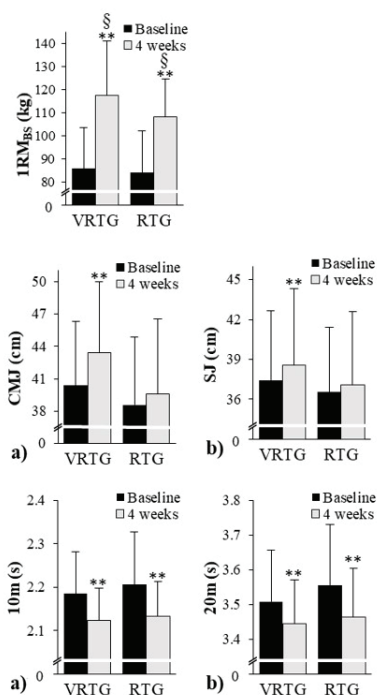 1RMBS (kg)
140
130
120
110
100
90
80
0
Baseline
4 weeks
§
**
§
**
VRTG
RTG
CMJ (cm)
50
47
44
41
38
0
Baseline
4 weeks
**
VRTG
RTG
a)
SJ (cm)
45
42
39
36
0
Baseline
4 weeks
**
VRTG
RTG
b)
10m (s)
2.4
2.3
2.2
2.1
0
Baseline
4 weeks
**
**
VRTG
RTG
a)
20m (s)
3.8
3.7
3.6
3.5
3.4
0
Baseline
4 weeks
**
**
VRTG
RTG
b)